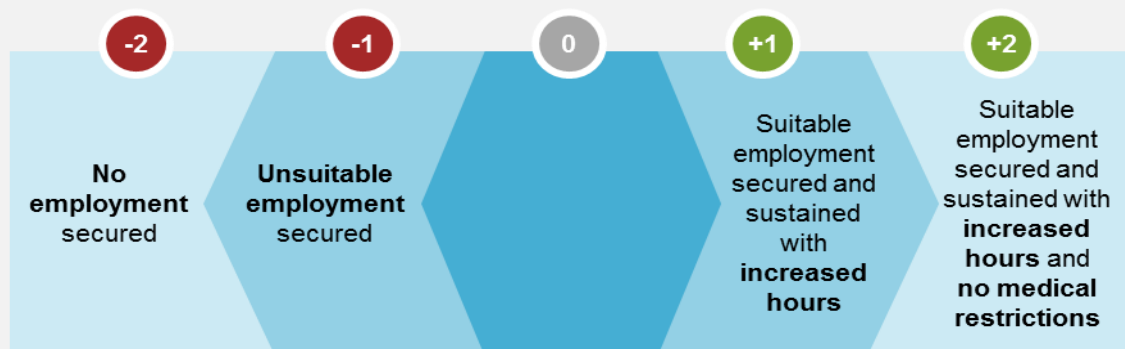 -2
-1
0
+1
+2
No
employment
secured
Unsuitable
employment
secured
Suitable
employment
secured and
sustained
with
increased
hours
Suitable
employment
secured and
sustained with
increased
hours and
no medical
restrictions